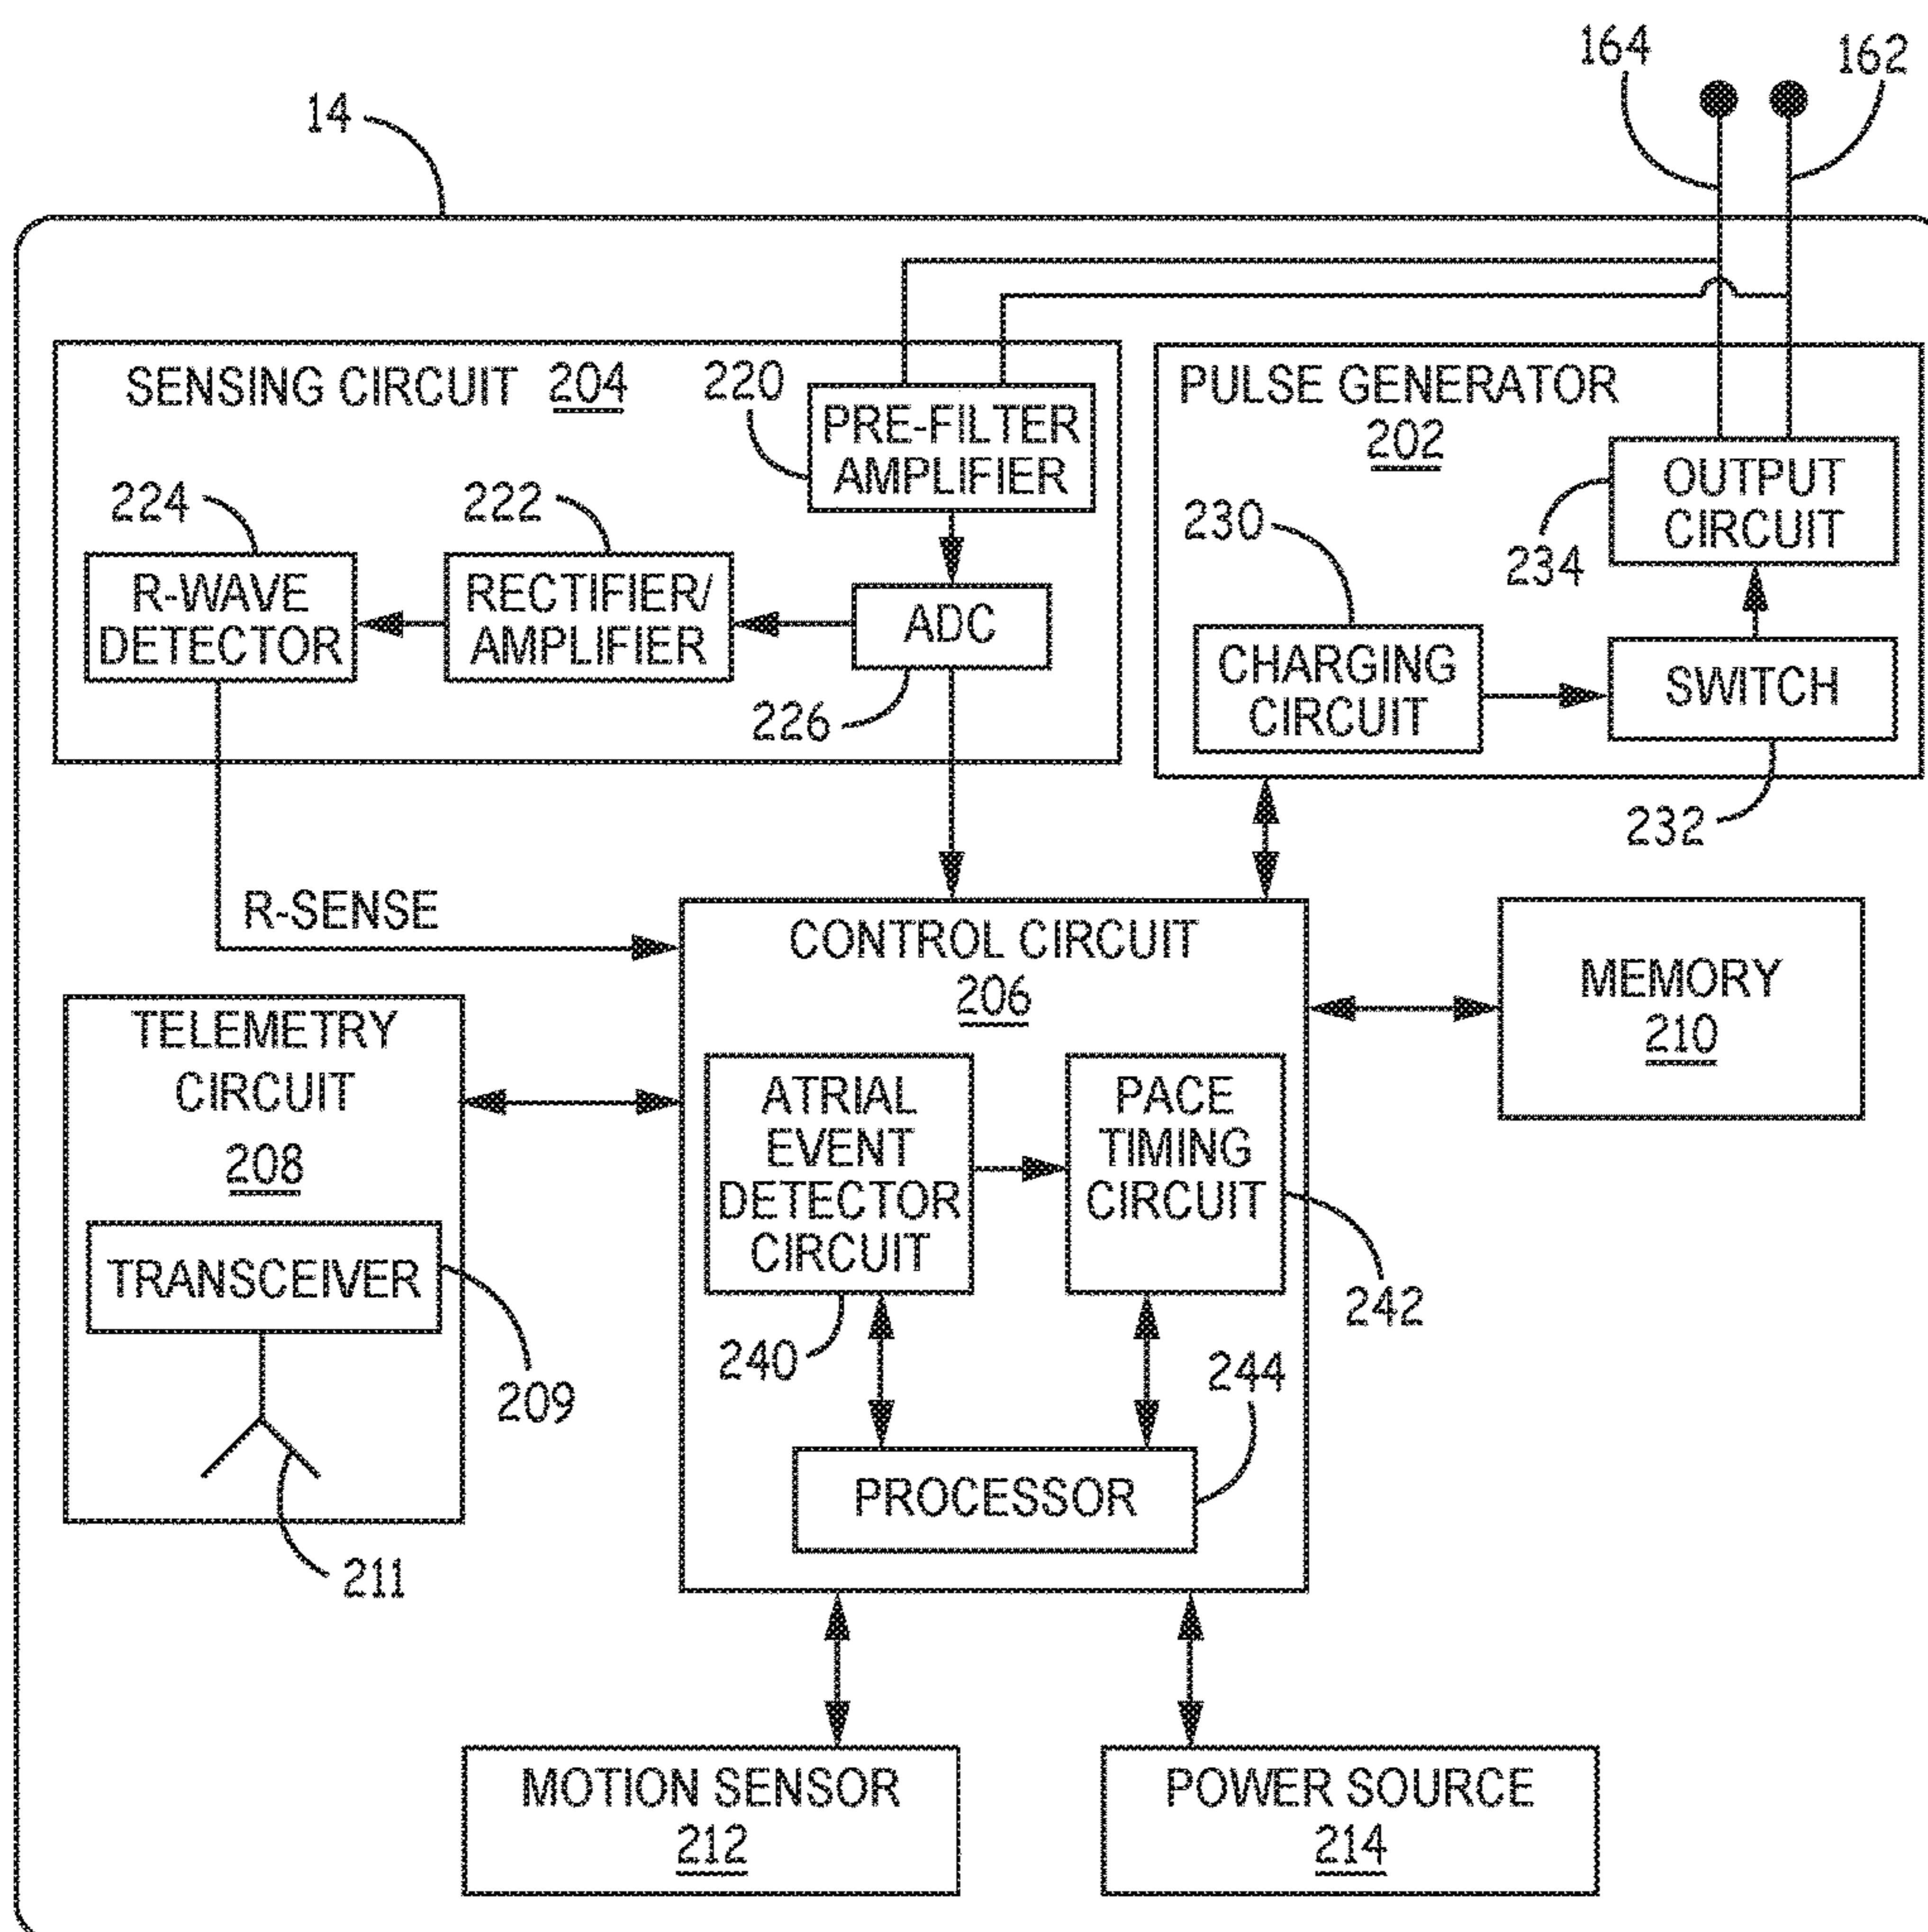 164
162
14
SENSING CIRCUIT 204
220
PRE-FILTER
AMPLIFIER
PULSE GENERATOR
202
OUTPUT
CIRCUIT
234
224
222
230
R-WAVE
DETECTOR
RECTIFIER/
AMPLIFIER
ADC
226
CHARGING
CIRCUIT
SWITCH
232
R-SENSE
CONTROL CIRCUIT
206
MEMORY
210
TELEMETRY
CIRCUIT
208
TRANSCEIVER
209
211
ATRIAL
EVENT
DETECTOR
CIRCUIT
240
PACE
TIMING
CIRCUIT
242
244
PROCESSOR
MOTION SENSOR
212
POWER SOURCE
214